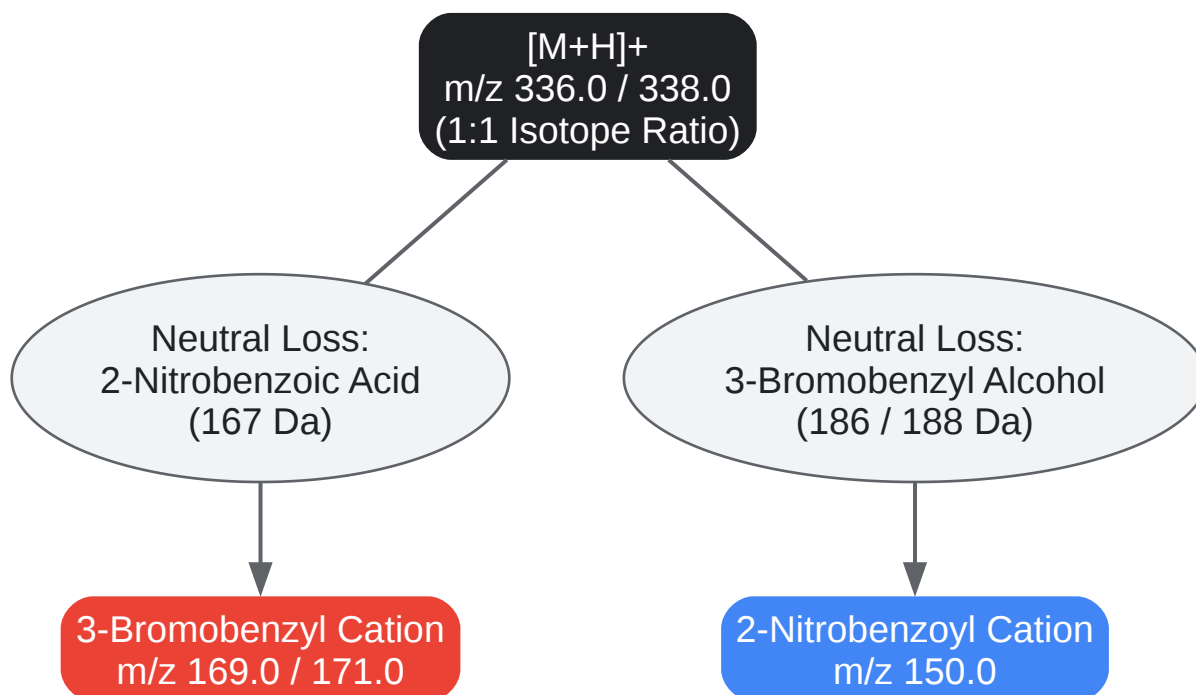 [M+H]+
m/z 336.0 / 338.0
(1:1 Isotope Ratio)
Neutral Loss:
2-Nitrobenzoic Acid
(167 Da)
Neutral Loss:
3-Bromobenzyl Alcohol
(186 / 188 Da)
3-Bromobenzyl Cation
m/z 169.0 / 171.0
2-Nitrobenzoyl Cation
m/z 150.0